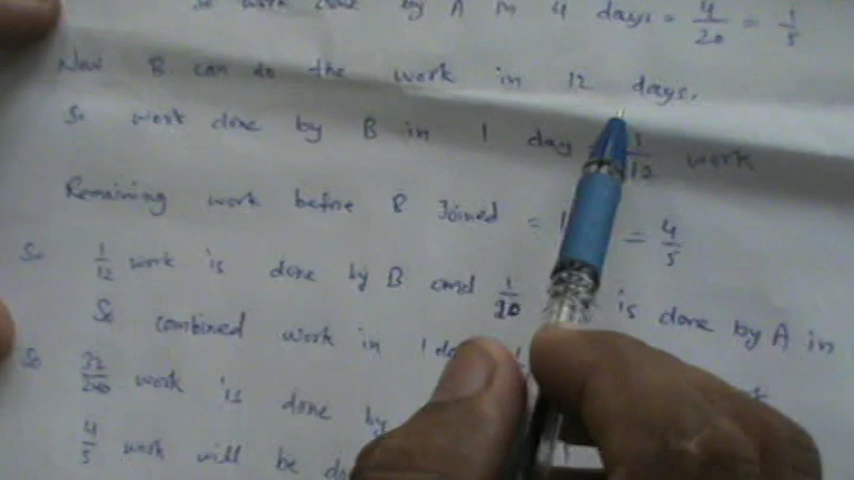 So work done by A in 4 days = 4/20 = 1/5
Now B can do the work in 12 days.
So work done by B in 1 day = 1/12 work
Remaining work before B Joined = 1 = 4/5
So 1/12 work is done by B and 1/20 is done by A in
So combined work in 1 day
So work is done by
4/5 work will be do